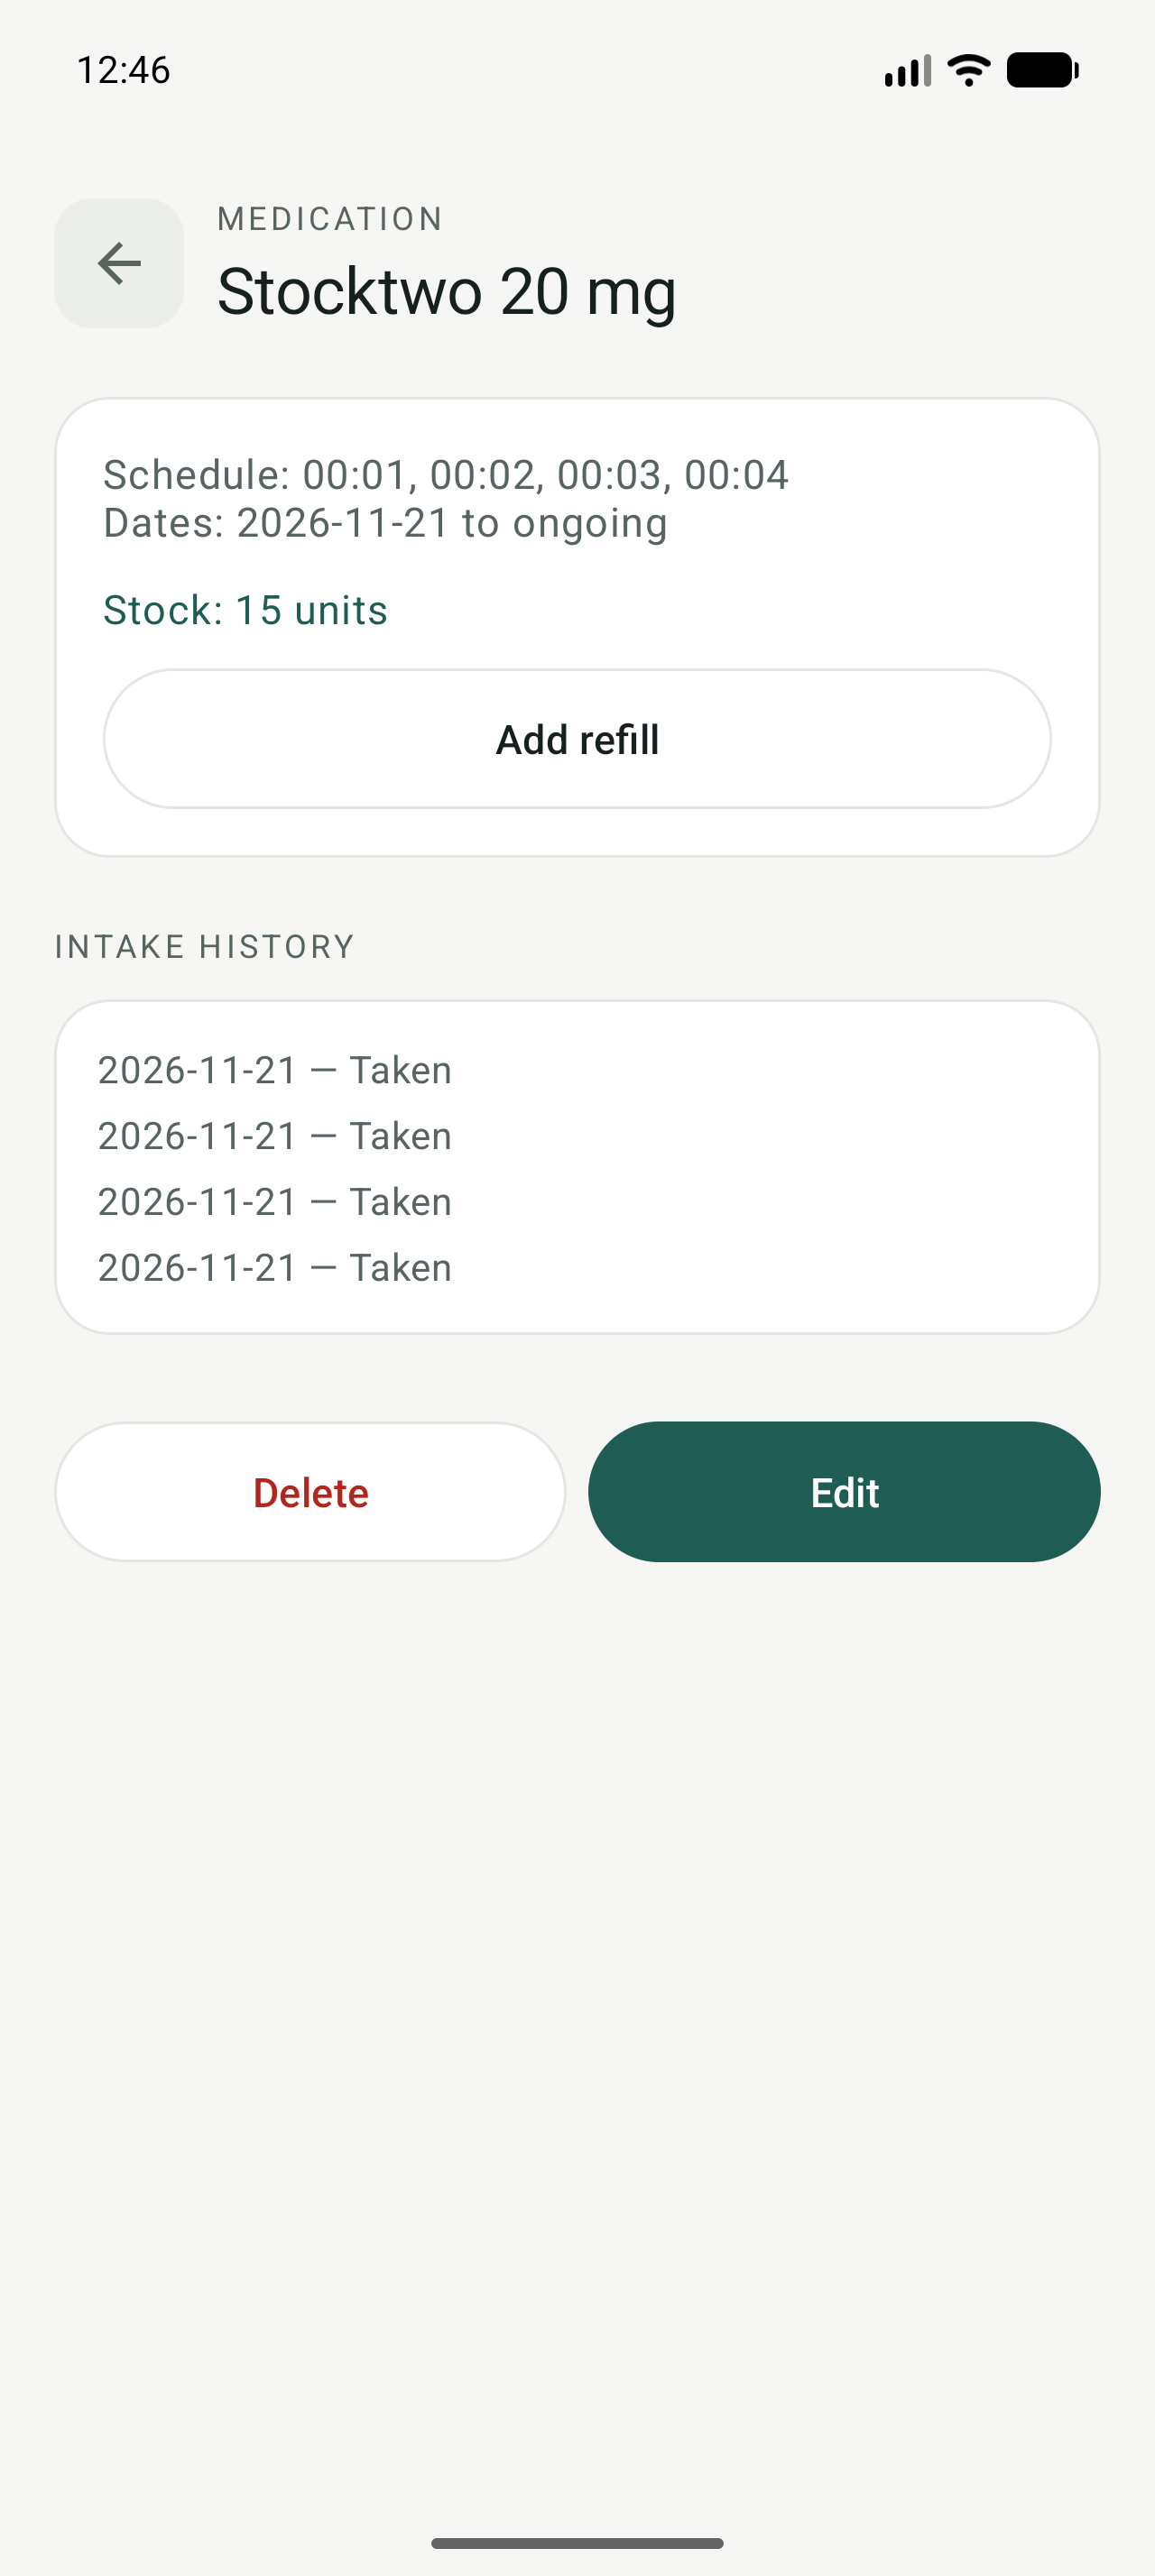 12:46
MEDICATION
Stocktwo 20 mg
Schedule: 00:01, 00:02, 00:03, 00:04
Dates: 2026-11-21 to ongoing
Stock: 15 units
Add refill
INTAKE HISTORY
2026-11-21 — Taken
2026-11-21 — Taken
2026-11-21 — Taken
2026-11-21 — Taken
Delete
Edit